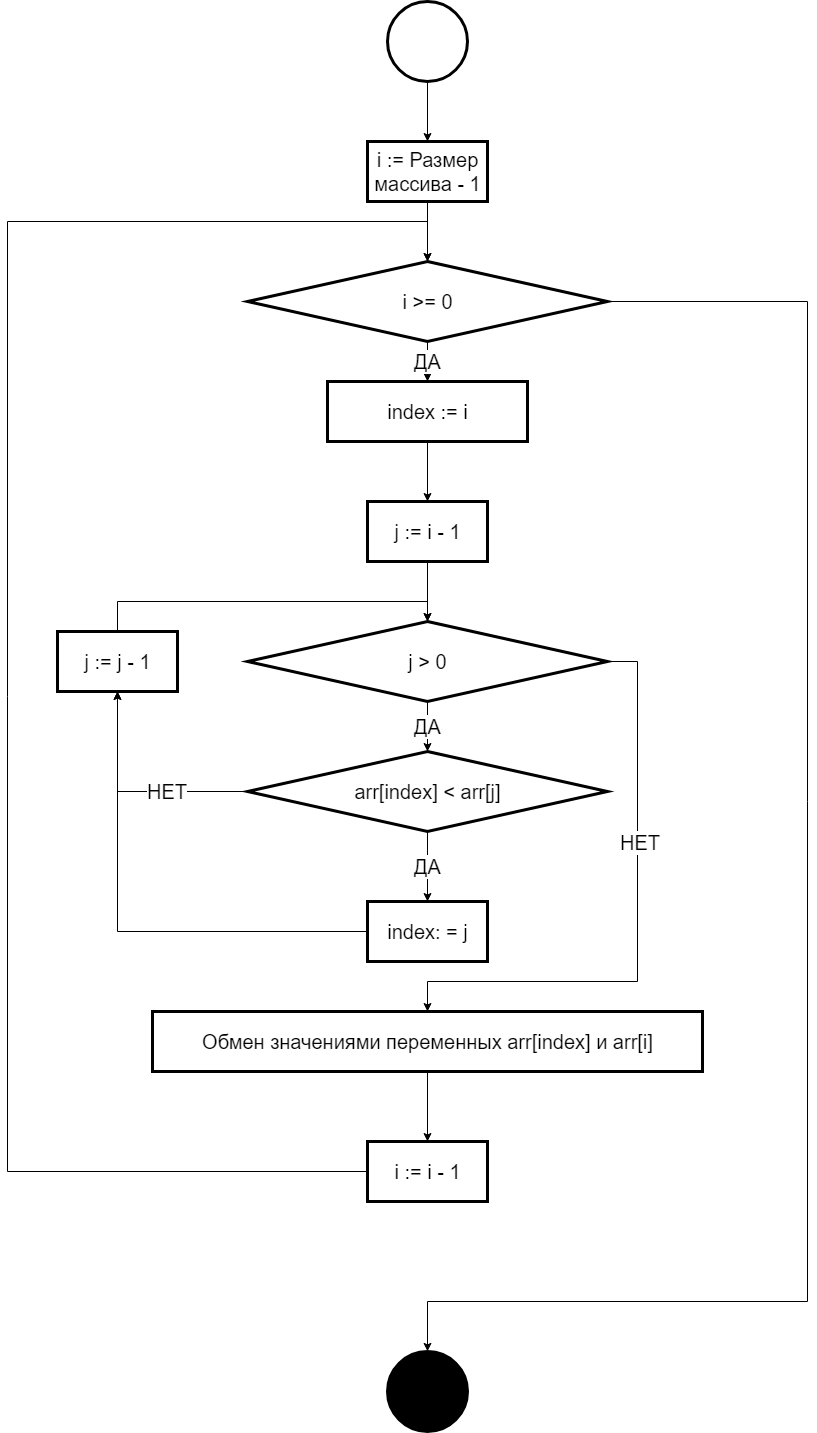 i := Размер
массива - 1
i >= 0
ДА
index := i
j := i - 1
j := j - 1
j > 0
ДА
arr[index] < arr[j]
НЕТ
НЕТ
ДА
index: = j
Обмен значениями переменных arr[index] и arr[i]
i := i - 1